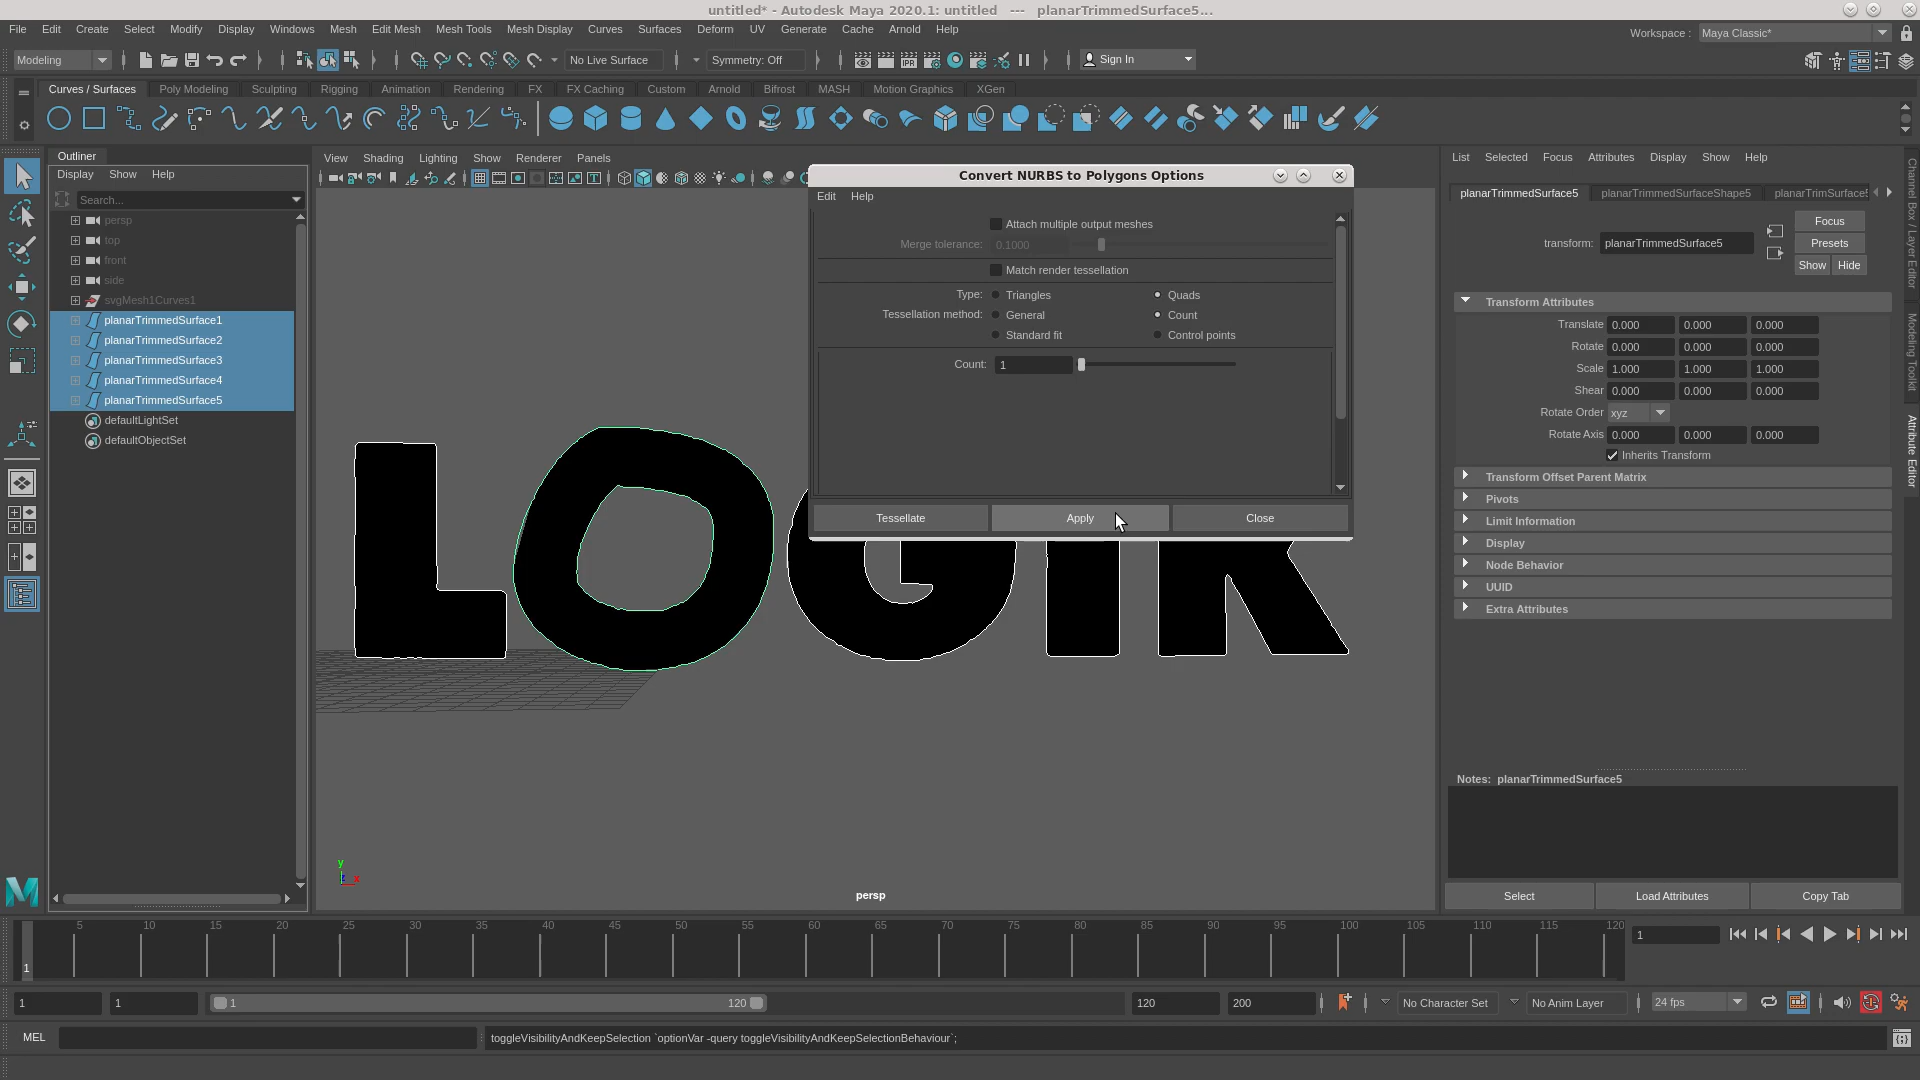 untitled* - Autodesk Maya 2020.1: untitled --- planarTrimmedSurface5...
File Edit Create Select Modify Display Windows Mesh Edit Mesh Mesh Tools Mesh Display Curves Surfaces Deform UV Generate Cache Arnold Help
Workspace : Maya Classic*
Modeling No Live Surface Symmetry: Off IPR Sign In
Curves / Surfaces Poly Modeling Sculpting Rigging Animation Rendering FX FX Caching Custom Arnold Bifrost MASH Motion Graphics XGen
Outliner
Display Show Help
Search...
persp
top
front
side
svgMesh1Curves1
planarTrimmedSurface1
planarTrimmedSurface2
planarTrimmedSurface3
planarTrimmedSurface4
planarTrimmedSurface5
defaultLightSet
defaultObjectSet
View Shading Lighting Show Renderer Panels
LOGIK
y
x
persp
Convert NURBS to Polygons Options
Edit Help
Attach multiple output meshes
Merge tolerance: 0.1000
Match render tessellation
Type: Triangles Quads
Tessellation method: General Count
Standard fit Control points
Count: 1
Tessellate Apply Close
List Selected Focus Attributes Display Show Help
planarTrimmedSurface5 planarTrimmedSurfaceShape5 planarTrimSurface5
Focus
transform: planarTrimmedSurface5 Presets
Show Hide
Transform Attributes
Translate 0.000 0.000 0.000
Rotate 0.000 0.000 0.000
Scale 1.000 1.000 1.000
Shear 0.000 0.000 0.000
Rotate Order xyz
Rotate Axis 0.000 0.000 0.000
Inherits Transform
Transform Offset Parent Matrix
Pivots
Limit Information
Display
Node Behavior
UUID
Extra Attributes
Notes: planarTrimmedSurface5
Select Load Attributes Copy Tab
Channel Box / Layer Editor
Modeling Toolkit
Attribute Editor
5 10 15 20 25 30 35 40 45 50 55 60 65 70 75 80 85 90 95 100 105 110 115 120
1
1
1 1 1 120 120 200 No Character Set No Anim Layer 24 fps
MEL toggleVisibilityAndKeepSelection `optionVar -query toggleVisibilityAndKeepSelectionBehaviour`;